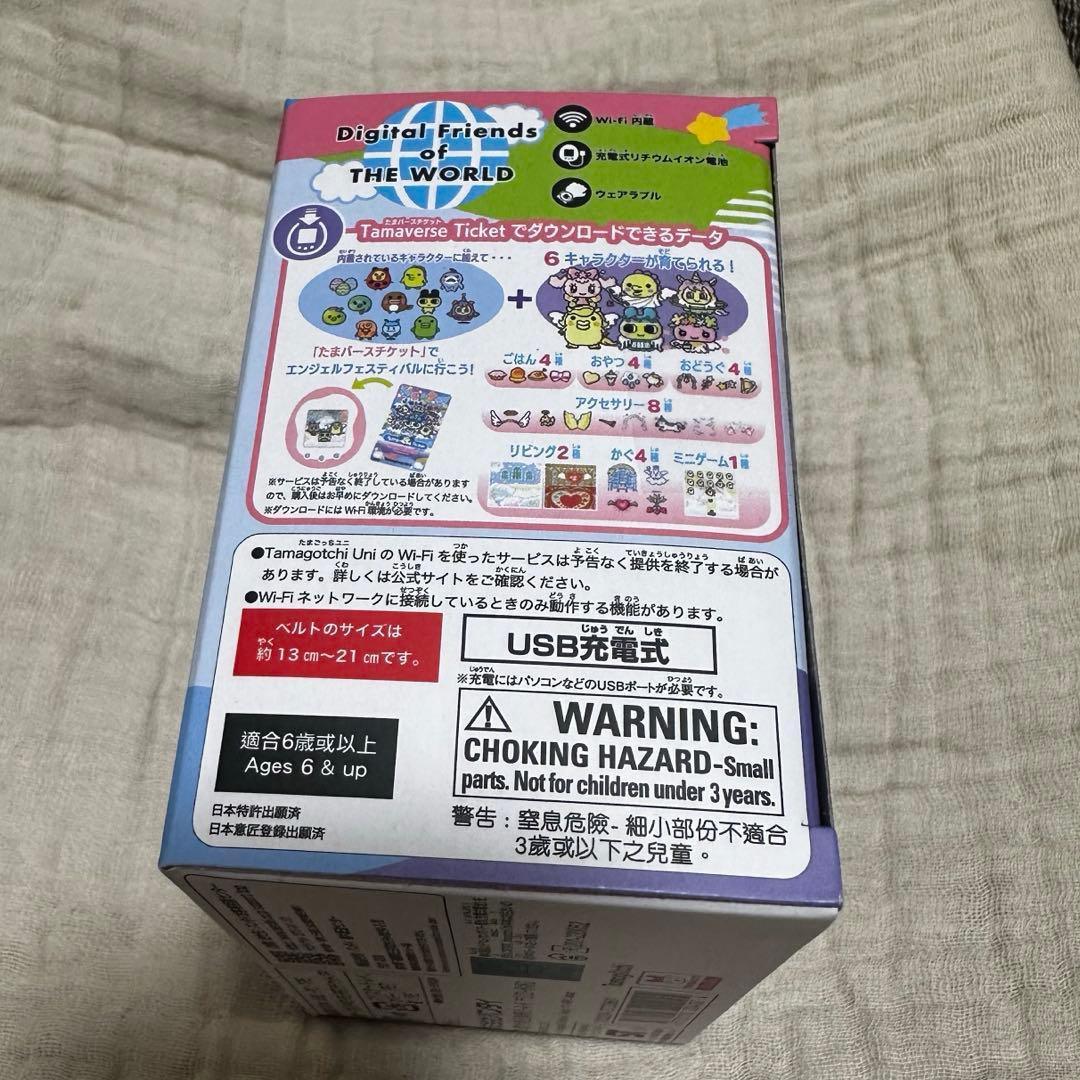 Digital Friends
of
THE WORLD
Wi-Fi 内蔵
充電式リチウムイオン電池
ウェアラブル
Tamaverse Ticket でダウンロードできるデータ
内蔵されているキャラクターに加えて・・・
6 キャラクターが育てられる!
+
「たまバースチケット」で
エンジェルフェスティバルに行こう!
ごはん 4 種
おやつ 4 種
おどうぐ 4 種
アクセサリー 8 種
リビング 2 種
かぐ 4 種
ミニゲーム 1 種
※サービスは予告なく終了している場合があります
ので、購入後はお早めにダウンロードしてください。
※ダウンロードには Wi-Fi 環境が必要です。
●Tamagotchi Uni の Wi-Fi を使ったサービスは予告なく提供を終了する場合が
あります。詳しくは公式サイトをご確認ください。
●Wi-Fi ネットワークに接続しているときのみ動作する機能があります。
ベルトのサイズは
約 13 ㎝~21 ㎝です。
USB充電式
※充電にはパソコンなどのUSBポートが必要です。
適合6歲或以上
Ages 6 & up
WARNING:
CHOKING HAZARD-Small
parts. Not for children under 3 years.
日本特許出願済
日本意匠登録出願済
警告 : 窒息危險 - 細小部份不適合
3歲或以下之兒童。